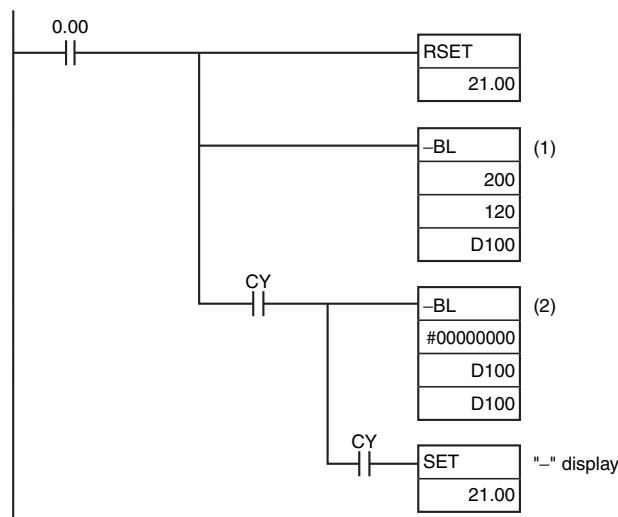 0.00
RSET
21.00
–BL (1)
200
120
D100
CY
–BL (2)
#00000000
D100
D100
CY
SET "–" display
21.00